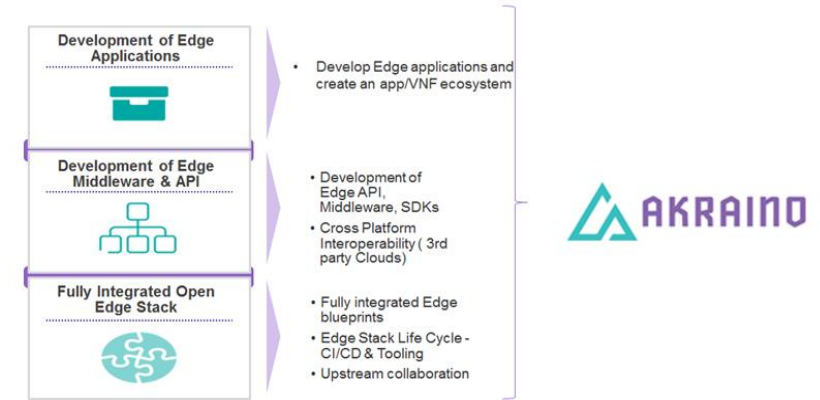 Development of Edge
Applications
• Develop Edge applications and
create an app/VNF ecosystem
Development of Edge
Middleware & API
• Development of
Edge API,
Middleware, SDKs
• Cross Platform
Interoperability ( 3rd
party Clouds)
Fully Integrated Open
Edge Stack
• Fully integrated Edge
blueprints
• Edge Stack Life Cycle -
CI/CD & Tooling
• Upstream collaboration
AKRAINO